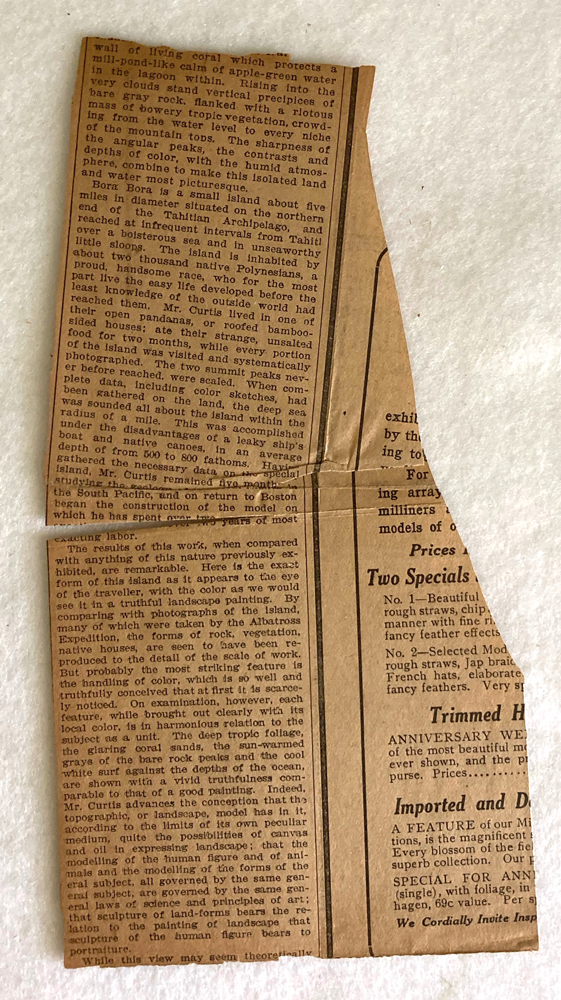 wall of living coral which protects a
mill-pond-like calm of apple-green water
in the lagoon within. Rising into the
very clouds stand vertical precipices of
bare gray rock, flanked with a riotous
mass of bowery tropic vegetation, crowd-
ing from the water level to every niche
of the mountain tops. The sharpness of
the angular peaks, the contrasts and
depths of color, with the humid atmos-
phere, combine to make this isolated land
and water most picturesque.
Bora Bora is a small island about five
miles in diameter situated on the northern
end of the Tahitian Archipelago, and
reached at infrequent intervals from Tahiti
over a boisterous sea and in unseaworthy
little sloops. The island is inhabited by
about two thousand native Polynesians, a
proud, handsome race, who for the most
part live the easy life developed before the
least knowledge of the outside world had
reached them. Mr. Curtis lived in one of
their open pandanas, or roofed bamboo-
sided houses; ate their strange, unsalted
food for two months, while every portion
of the island was visited and systematically
photographed. The two summit peaks nev-
er before reached, were scaled. When com-
plete data, including color sketches, had
been gathered on the land, the deep sea
was sounded all about the island within the
radius of a mile. This was accomplished
under the disadvantages of a leaky ship's
boat and native canoes, in an average
depth of from 500 to 800 fathoms. Havi
gathered the necessary data on the special
island, Mr. Curtis remained five months in
studying the
the South Pacific, and on return to Boston
began the construction of the model on
which he has spent over two years of most
exacting labor.
The results of this work, when compared
with anything of this nature previously ex-
hibited, are remarkable. Here is the exact
form of this island as it appears to the eye
of the traveller, with the color as we would
see it in a truthful landscape painting. By
comparing with photographs of the island,
many of which were taken by the Albatross
Expedition, the forms of rock, vegetation,
native houses, are seen to have been re-
produced to the detail of the scale of work.
But probably the most striking feature is
the handling of color, which is so well and
truthfully conceived that at first it is scarce-
ly noticed. On examination, however, each
feature, while brought out clearly with its
local color, is in harmonious relation to the
subject as a unit. The deep tropic foliage,
the glaring coral sands, the sun-warmed
grays of the bare rock peaks and the cool
white surf against the depths of the ocean,
are shown with a vivid truthfulness com-
parable to that of a good painting. Indeed,
Mr. Curtis advances the conception that the
topographic, or landscape, model has in it,
according to the limits of its own peculiar
medium, quite the possibilities of canvas
and oil in expressing landscape; that the
modelling of the human figure and of ani-
mals and the modelling of the forms of the
eral subject, all governed by the same gen-
eral subject, are governed by the same gen-
eral laws of science and principles of art;
that sculpture of land-forms bears the re-
lation to the painting of landscape that
sculpture of the human figure bears to
portraiture.
While this view may seem theoretically
exhib
by the
ing to
For
ing array
milliners
models of o
Prices
Two Specials
No. 1—Beautiful
rough straws, chip
manner with fine ri
fancy feather effects
No. 2—Selected Mod
rough straws, Jap braid
French hats, elaborate
fancy feathers. Very sp
Trimmed H
ANNIVERSARY WE
of the most beautiful mo
ever shown, and the pr
purse. Prices..........
Imported and D
A FEATURE of our Mi
tions, is the magnificent
Every blossom of the fie
superb collection. Our p
SPECIAL FOR ANN
(single), with foliage, in
hagen, 69c value. Per s
We Cordially Invite Insp